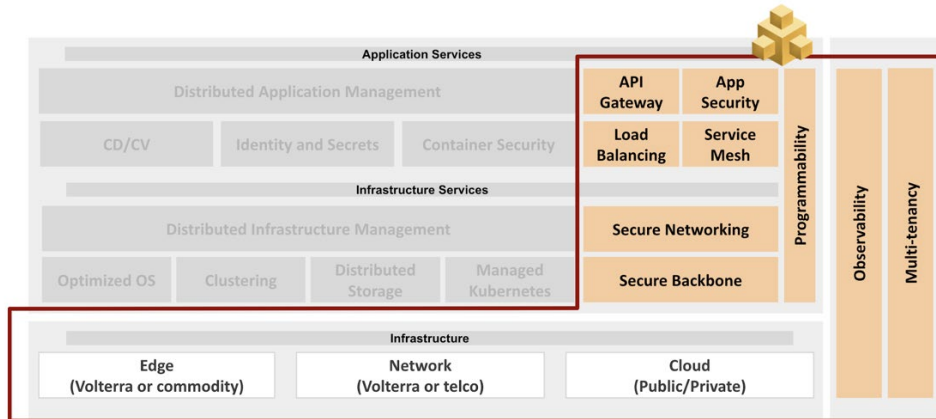 Application Services
Distributed Application Management
API
Gateway
App
Security
CD/CV
Identity and Secrets
Container Security
Load
Balancing
Service
Mesh
Programmability
Observability
Multi-tenancy
Infrastructure Services
Distributed Infrastructure Management
Secure Networking
Optimized OS
Clustering
Distributed
Storage
Managed
Kubernetes
Secure Backbone
Infrastructure
Edge
(Volterra or commodity)
Network
(Volterra or telco)
Cloud
(Public/Private)